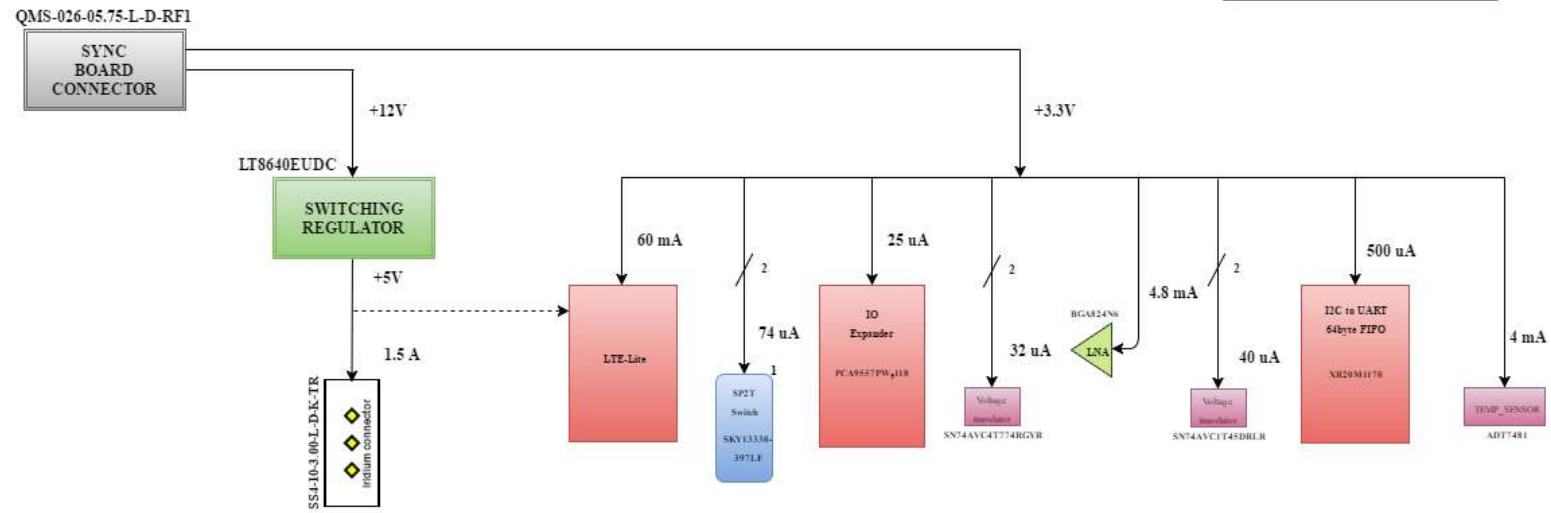 QMS-026-05.75-L-D-RF1
SYNC
BOARD
CONNECTOR
+12V
+3.3V
LT8640EUDC
SWITCHING
REGULATOR
+5V
1.5 A
SS4-10-3.00-L-D-K-TR
Iridium connector
60 mA
LTE-Lite
2
74 uA
1
SP2T
Switch
SKY13330-
397LF
25 uA
IO
Expander
PCA9557PW,118
2
32 uA
Voltage
translator
SN74AVC4T774RGYR
BGA824N6
4.8 mA
LNA
2
40 uA
Voltage
translator
SN74AVC1T45DBLR
500 uA
I2C to UART
64byte FIFO
XR20M1170
4 mA
TEMP_SENSOR
ADT7481